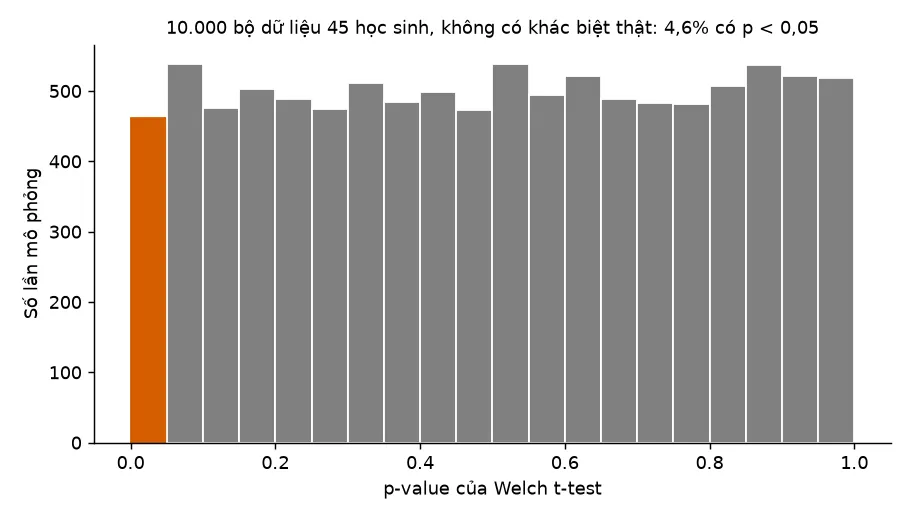 10.000 bộ dữ liệu 45 học sinh, không có khác biệt thật: 4,6% có p < 0,05
Số lần mô phỏng
500
400
300
200
100
0
0.0 0.2 0.4 0.6 0.8 1.0
p-value của Welch t-test